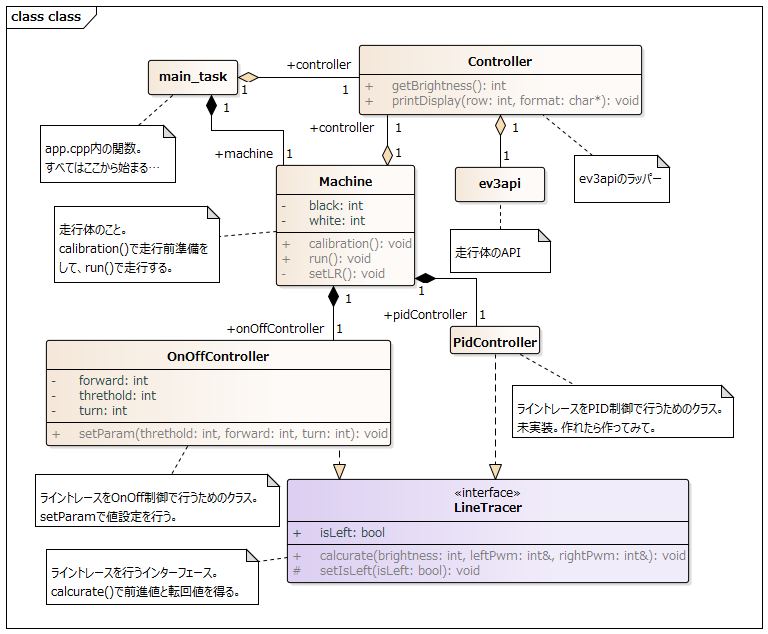 class class
main_task
+controller
1
1
Controller
+ getBrightness(): int
+ printDisplay(row: int, format: char*): void
1
+controller
1
1
app.cpp内の関数。
すべてはここから始まる…
+machine
1
1
1
ev3api
ev3apiのラッパー
Machine
- black: int
- white: int
+ calibration(): void
+ run(): void
- setLR(): void
走行体のこと。
calibration()で走行前準備を
して、run()で走行する。
走行体のAPI
1
1
+pidController
1
+onOffController
1
PidController
OnOffController
- forward: int
- threthold: int
- turn: int
+ setParam(threthold: int, forward: int, turn: int): void
ライントレースをPID制御で行うためのクラス。
未実装。作れたら作ってみて。
ライントレースをOnOff制御で行うためのクラス。
setParamで値設定を行う。
«interface»
LineTracer
+ isLeft: bool
+ calcurate(brightness: int, leftPwm: int&, rightPwm: int&): void
# setIsLeft(isLeft: bool): void
ライントレースを行うインターフェース。
calcurate()で前進値と転回値を得る。